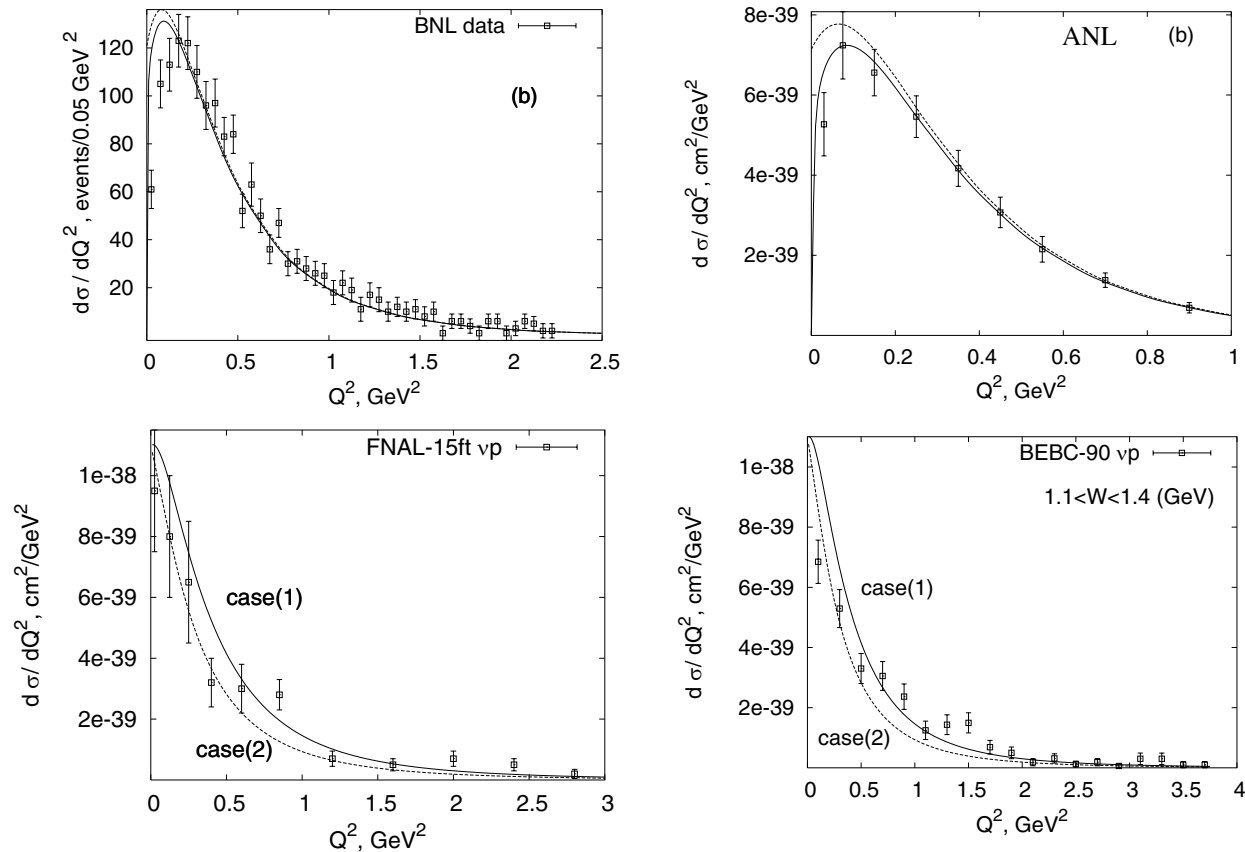 BNL data
(b)
120
100
80
60
40
20
0
0.5
1
1.5
2
2.5
dσ/ dQ², events/0.05 GeV²
Q², GeV²
ANL
(b)
8e-39
6e-39
4e-39
2e-39
0
0.2
0.4
0.6
0.8
1
d σ/ dQ², cm²/GeV²
Q², GeV²
FNAL-15ft νp
1e-38
8e-39
6e-39
4e-39
2e-39
case(1)
case(2)
0
0.5
1
1.5
2
2.5
3
d σ/ dQ², cm²/GeV²
Q², GeV²
BEBC-90 νp
1.1<W<1.4 (GeV)
1e-38
8e-39
6e-39
4e-39
2e-39
case(1)
case(2)
0
0.5
1
1.5
2
2.5
3
3.5
4
d σ/ dQ², cm²/GeV²
Q², GeV²